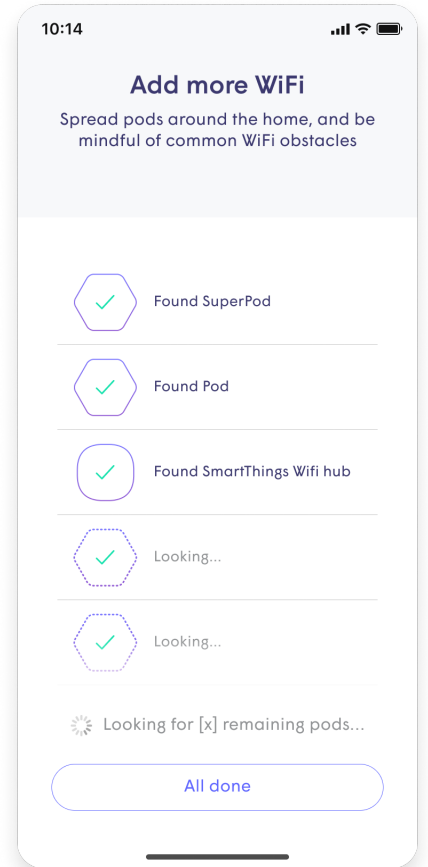 10:14
Add more WiFi
Spread pods around the home, and be
mindful of common WiFi obstacles
Found SuperPod
Found Pod
Found SmartThings Wifi hub
Looking...
Looking...
Looking for [x] remaining pods...
All done